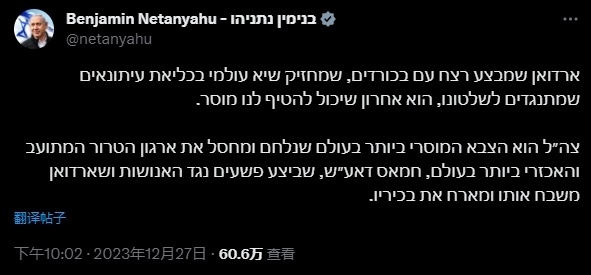 Benjamin Netanyahu - בנימין נתניהו
@netanyahu
ארדואן שמבצע רצח עם בכורדים, שמחזיק שיא עולמי בכליאת עיתונאים
שמתנגדים לשלטונו, הוא אחרון שיכול להטיף לנו מוסר.
צה״ל הוא הצבא המוסרי ביותר בעולם שנלחם ומחסל את ארגון הטרור המתועב
והאכזרי ביותר בעולם, חמאס דאע״ש, שביצע פשעים נגד האנושות ושארדואן
משבח אותו ומארח את בכיריו.
翻译帖子
下午10:02 · 2023年12月27日 · 60.6万 查看